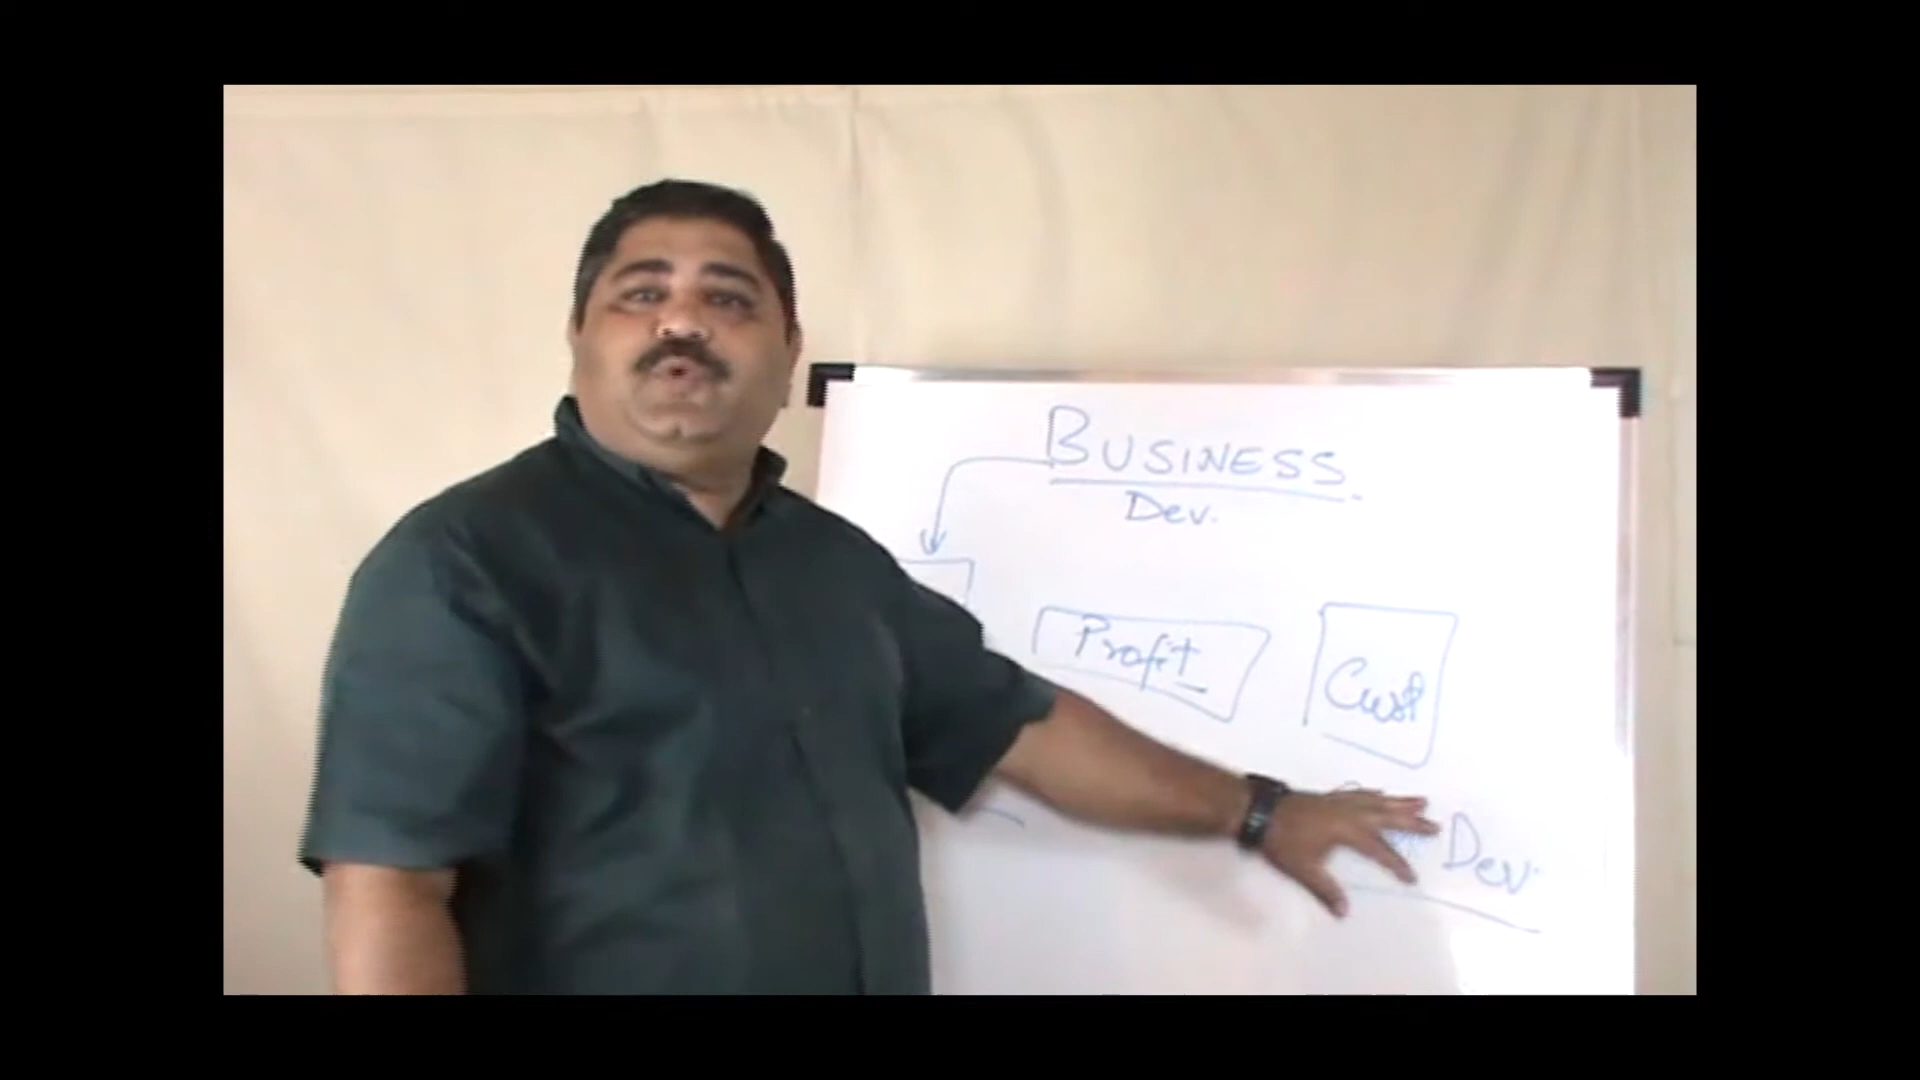 BUSINESS
Dev.
Profit
Cust
Dev.